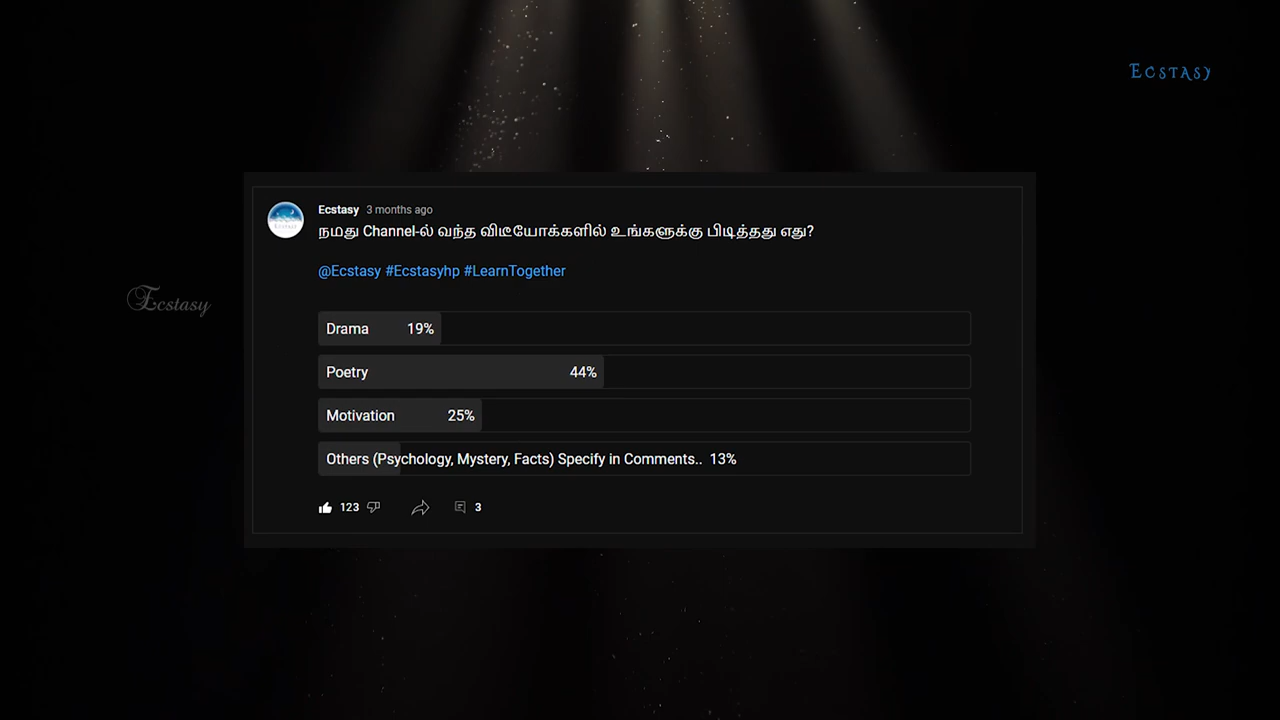 Ecstasy
Ecstasy 3 months ago
நமது Channel-ல் வந்த வீடியோக்களில் உங்களுக்கு பிடித்தது எது?
@Ecstasy #Ecstasyhp #LearnTogether
Ecstasy
Drama 19%
Poetry 44%
Motivation 25%
Others (Psychology, Mystery, Facts) Specify in Comments.. 13%
123 3